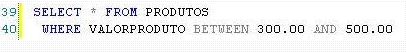 39 SELECT * FROM PRODUTOS
40 WHERE VALORPRODUTO BETWEEN 300.00 AND 500.00